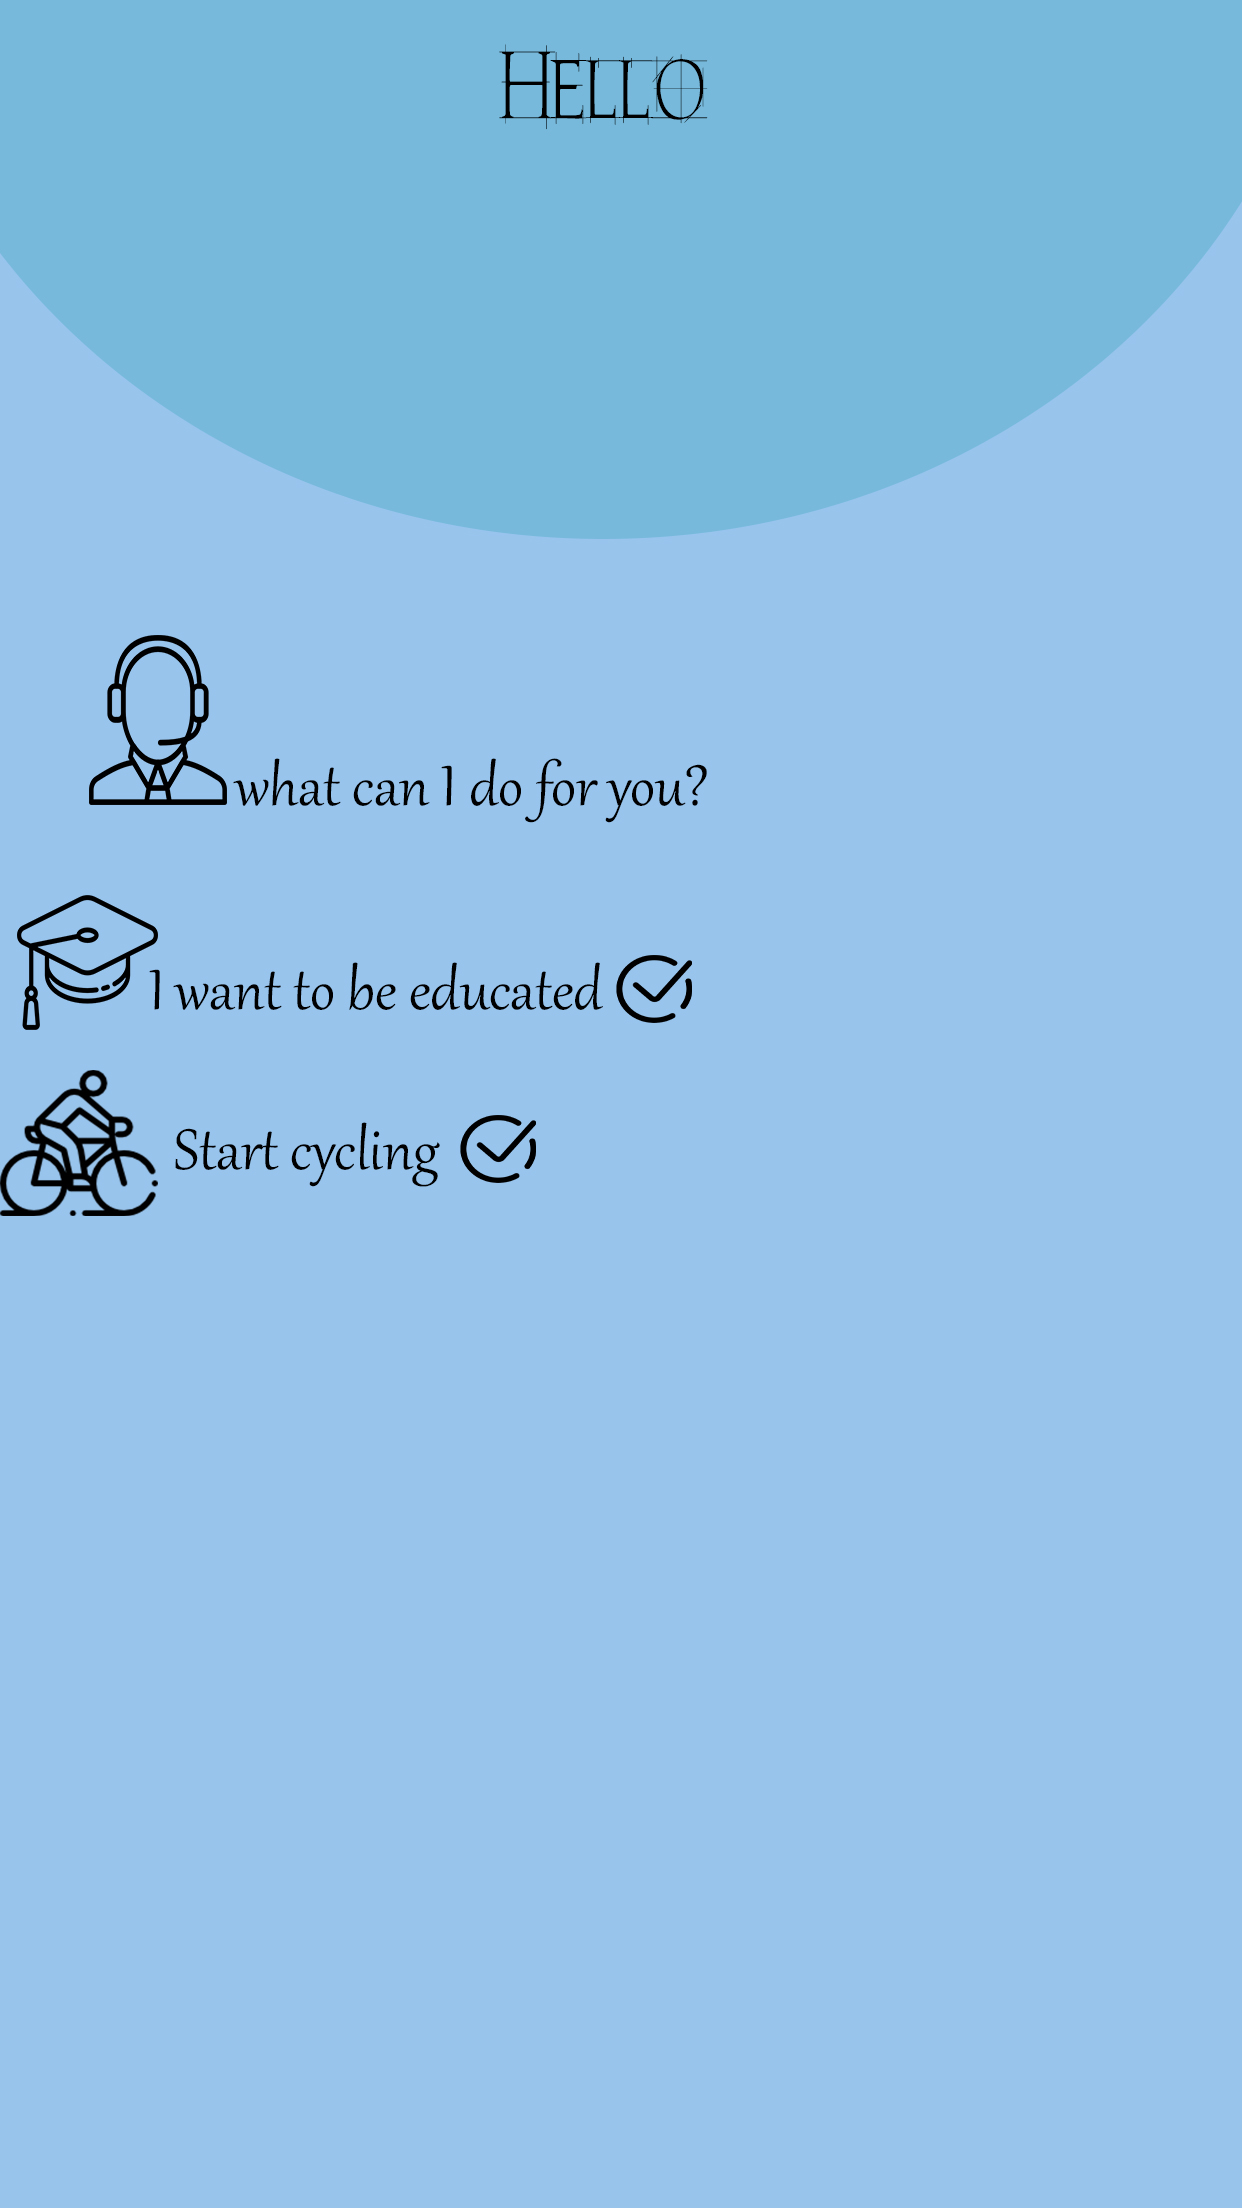 HELLO
what can I do for you?
I want to be educated
Start cycling